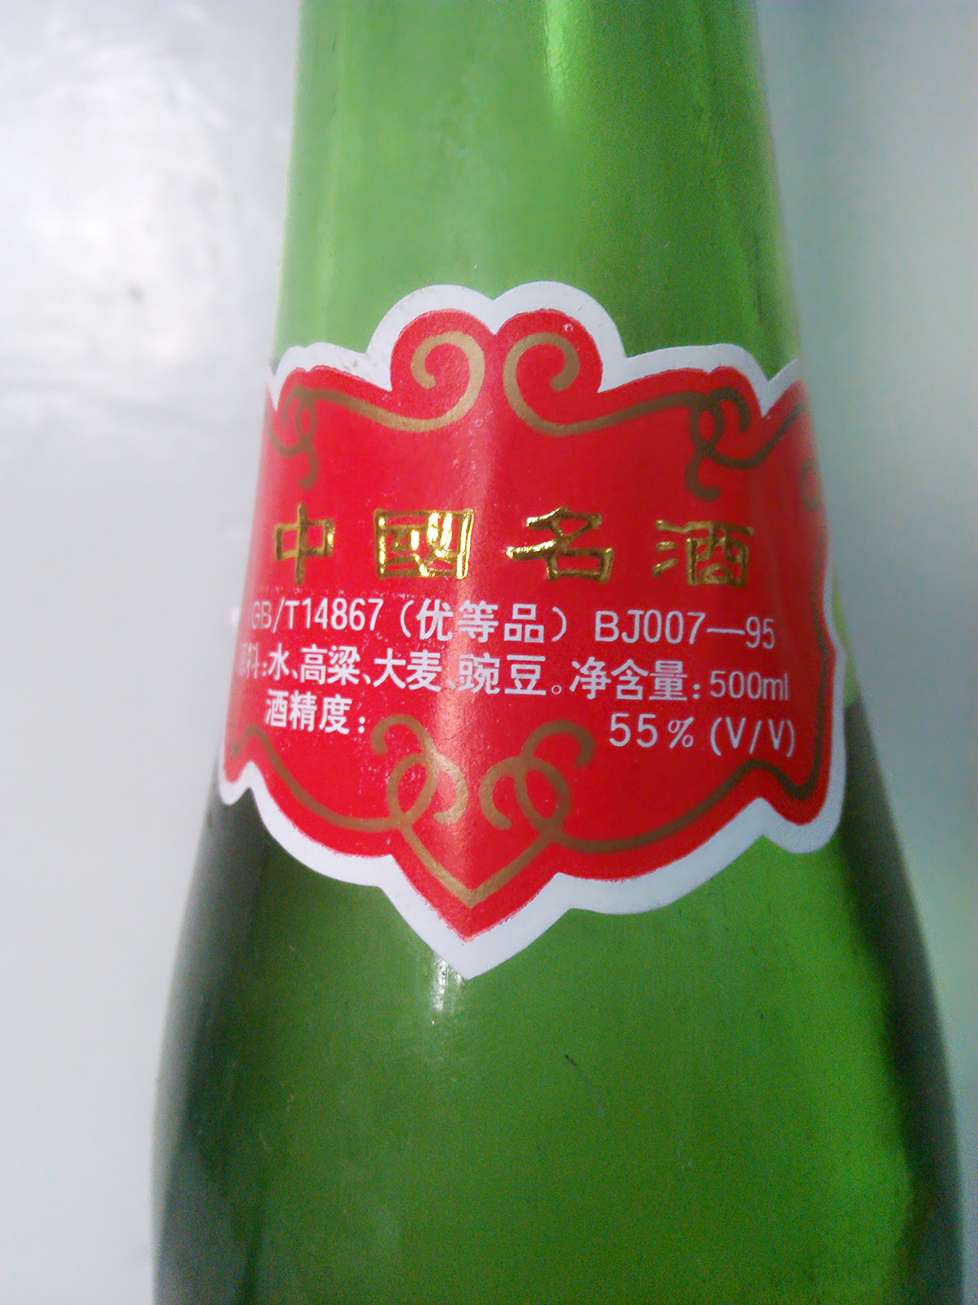 中國名酒
GB/T14867（优等品）BJ007—95
原料:水、高粱、大麦、豌豆。净含量:500ml
酒精度: 55%(V/V)